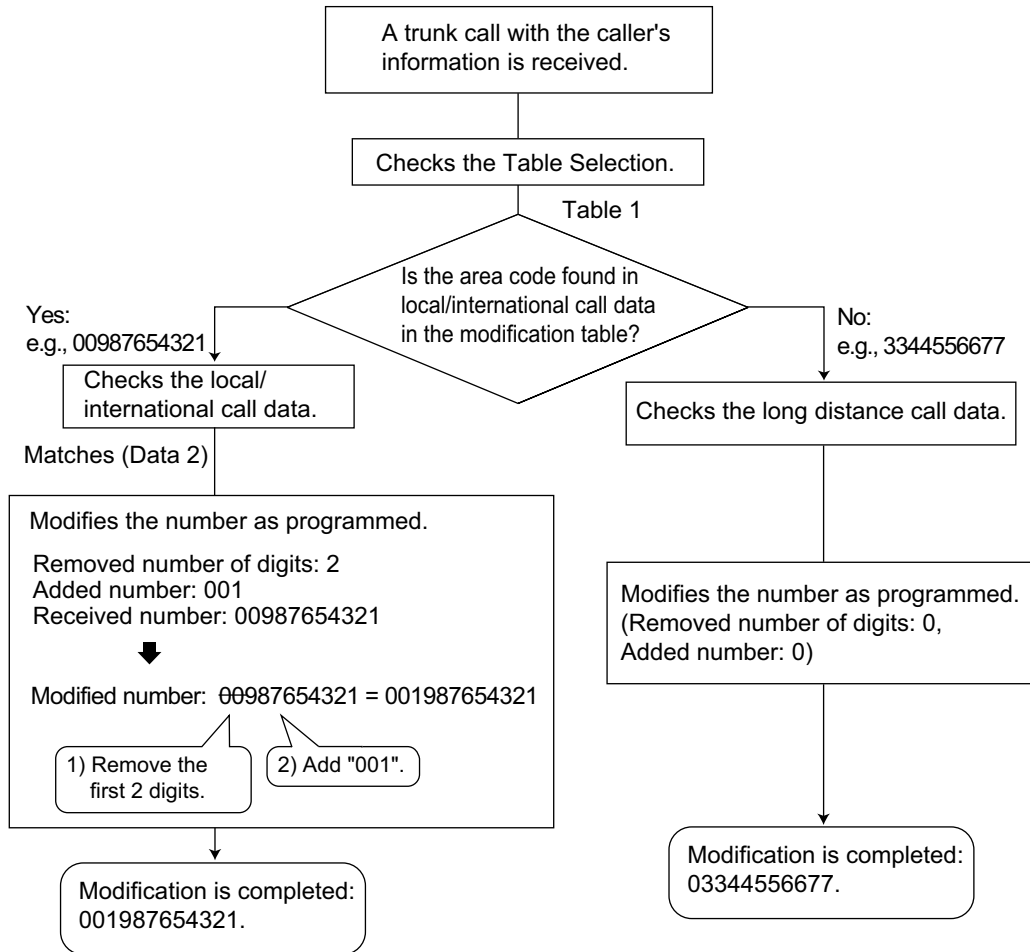 A trunk call with the caller's
information is received.
Checks the Table Selection.
Table 1
Is the area code found in
local/international call data
in the modification table?
Yes:
e.g., 00987654321
No:
e.g., 3344556677
Checks the local/
international call data.
Checks the long distance call data.
Matches (Data 2)
Modifies the number as programmed.
Removed number of digits: 2
Added number: 001
Received number: 00987654321
Modified number: 00987654321 = 001987654321
1) Remove the
first 2 digits.
2) Add "001".
Modifies the number as programmed.
(Removed number of digits: 0,
Added number: 0)
Modification is completed:
001987654321.
Modification is completed:
03344556677.